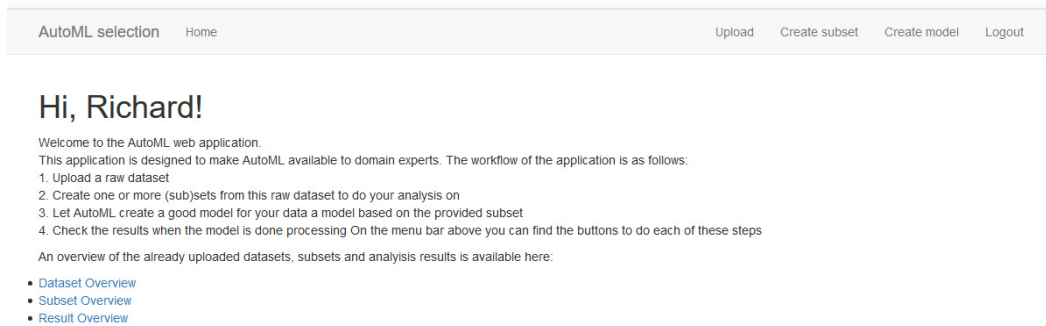 AutoML selection Home Upload Create subset Create model Logout
Hi, Richard!
Welcome to the AutoML web application.
This application is designed to make AutoML available to domain experts. The workflow of the application is as follows:
1. Upload a raw dataset
2. Create one or more (sub)sets from this raw dataset to do your analysis on
3. Let AutoML create a good model for your data a model based on the provided subset
4. Check the results when the model is done processing On the menu bar above you can find the buttons to do each of these steps
An overview of the already uploaded datasets, subsets and analyisis results is available here:
• Dataset Overview
• Subset Overview
• Result Overview